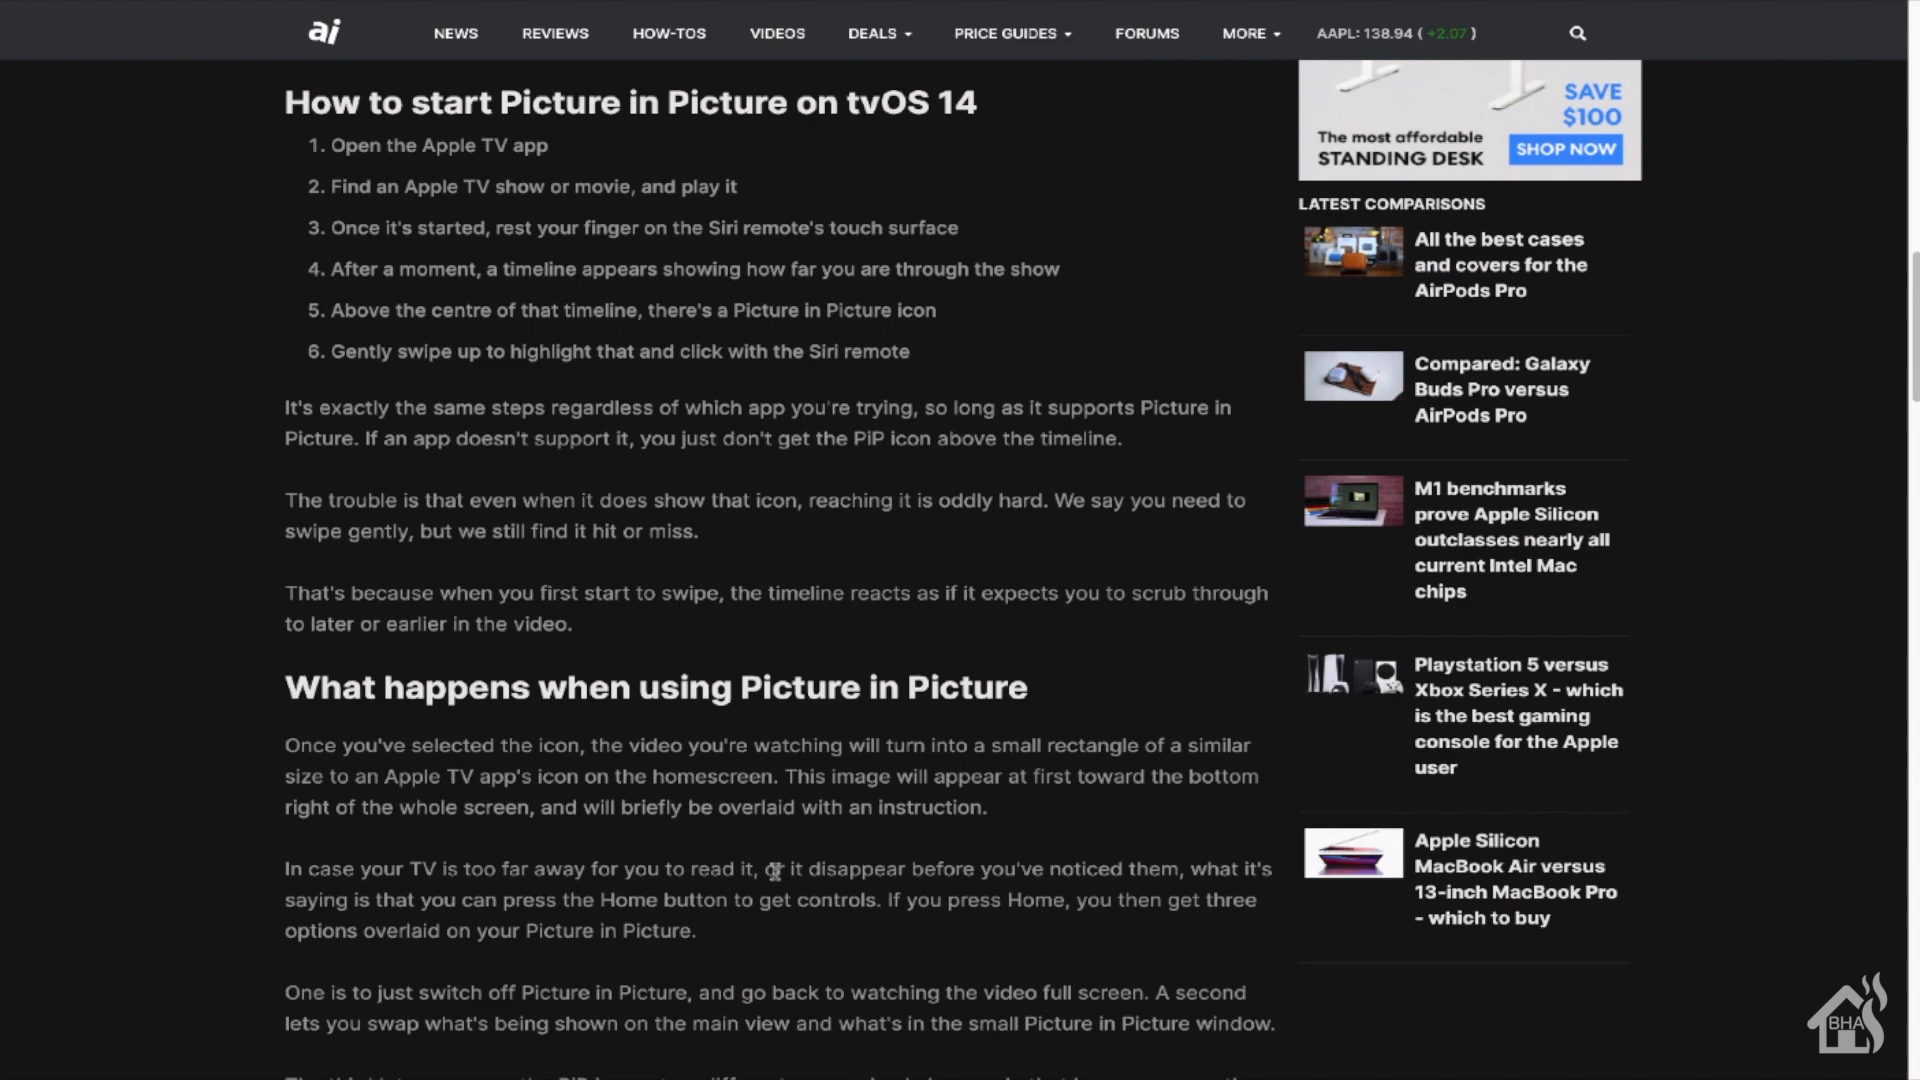 ai NEWS REVIEWS HOW-TOS VIDEOS DEALS PRICE GUIDES FORUMS MORE AAPL: 138.94 ( +2.07 )
How to start Picture in Picture on tvOS 14
1. Open the Apple TV app
2. Find an Apple TV show or movie, and play it
3. Once it's started, rest your finger on the Siri remote's touch surface
4. After a moment, a timeline appears showing how far you are through the show
5. Above the centre of that timeline, there's a Picture in Picture icon
6. Gently swipe up to highlight that and click with the Siri remote
It's exactly the same steps regardless of which app you're trying, so long as it supports Picture in
Picture. If an app doesn't support it, you just don't get the PiP icon above the timeline.
The trouble is that even when it does show that icon, reaching it is oddly hard. We say you need to
swipe gently, but we still find it hit or miss.
That's because when you first start to swipe, the timeline reacts as if it expects you to scrub through
to later or earlier in the video.
What happens when using Picture in Picture
Once you've selected the icon, the video you're watching will turn into a small rectangle of a similar
size to an Apple TV app's icon on the homescreen. This image will appear at first toward the bottom
right of the whole screen, and will briefly be overlaid with an instruction.
In case your TV is too far away for you to read it, or it disappear before you've noticed them, what it's
saying is that you can press the Home button to get controls. If you press Home, you then get three
options overlaid on your Picture in Picture.
One is to just switch off Picture in Picture, and go back to watching the video full screen. A second
lets you swap what's being shown on the main view and what's in the small Picture in Picture window.
SAVE
$100
The most affordable
STANDING DESK
SHOP NOW
LATEST COMPARISONS
All the best cases
and covers for the
AirPods Pro
Compared: Galaxy
Buds Pro versus
AirPods Pro
M1 benchmarks
prove Apple Silicon
outclasses nearly all
current Intel Mac
chips
Playstation 5 versus
Xbox Series X - which
is the best gaming
console for the Apple
user
Apple Silicon
MacBook Air versus
13-inch MacBook Pro
- which to buy
BHA